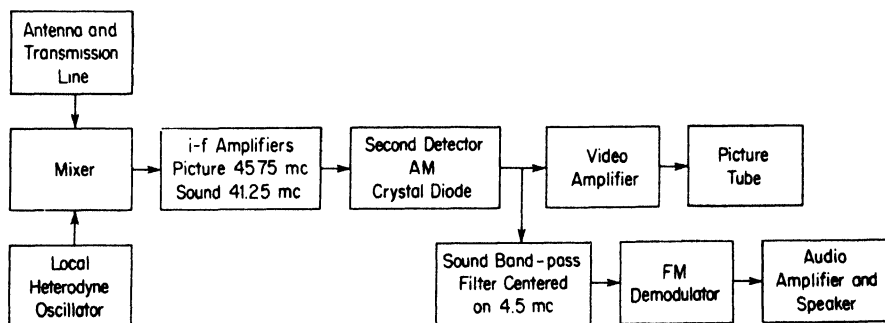 Antenna and
Transmission
Line
Mixer
Local
Heterodyne
Oscillator
i-f Amplifiers
Picture 4575 mc
Sound 41.25 mc
Second Detector
AM
Crystal Diode
Video
Amplifier
Picture
Tube
Sound Band-pass
Filter Centered
on 4.5 mc
FM
Demodulator
Audio
Amplifier and
Speaker